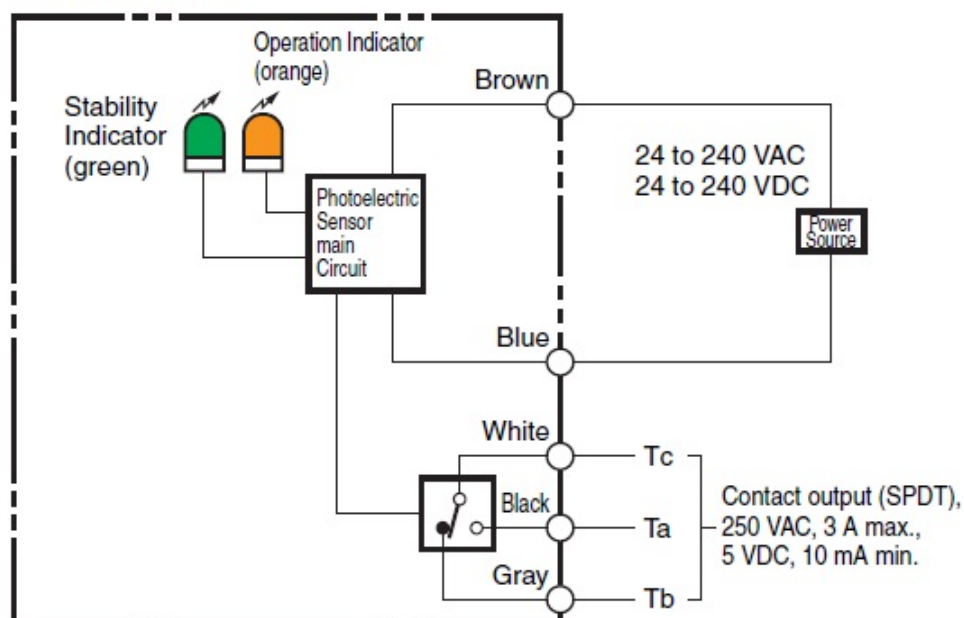 Operation Indicator
(orange)
Stability
Indicator
(green)
Brown
24 to 240 VAC
24 to 240 VDC
Photoelectric
Sensor
main
Circuit
Power
Source
Blue
White
Tc
Black
Ta
Contact output (SPDT),
250 VAC, 3 A max.,
5 VDC, 10 mA min.
Gray
Tb